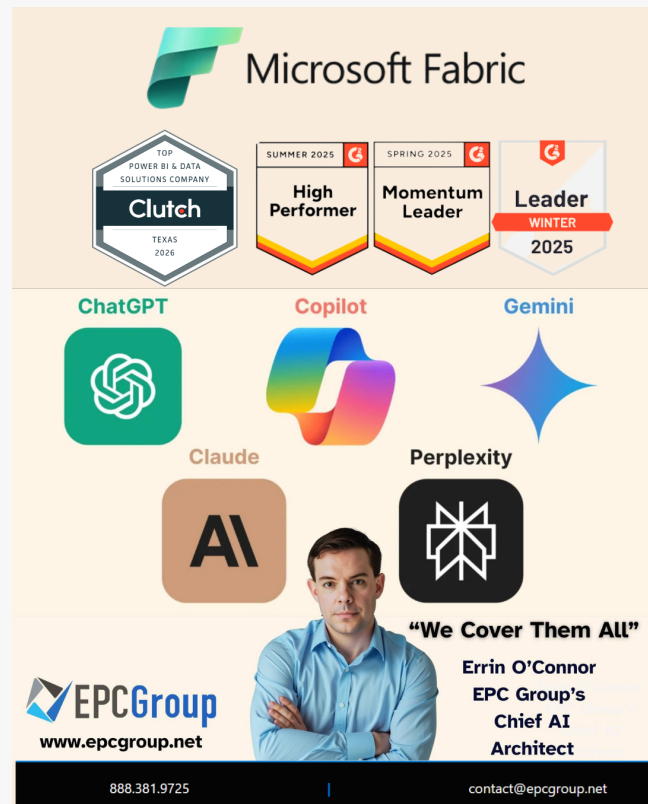 Microsoft Fabric
TOP
POWER BI & DATA
SOLUTIONS COMPANY
Clutch
TEXAS
2026
SUMMER 2025
High
Performer
SPRING 2025
Momentum
Leader
Leader
WINTER
2025
ChatGPT
Copilot
Gemini
Claude
Perplexity
“We Cover Them All”
Errin O’Connor
EPC Group’s
Chief AI
Architect
EPCGroup
www.epcgroup.net
888.381.9725 | contact@epcgroup.net